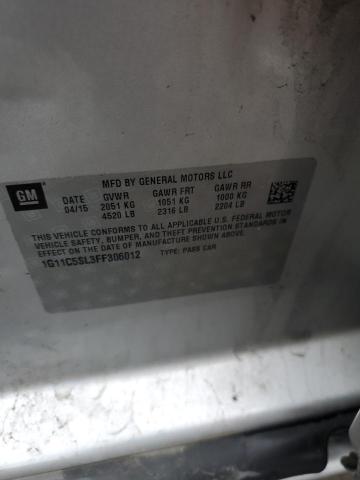 MFD BY GENERAL MOTORS LLC
GM DATE GVWR GAWR FRT GAWR RR
04/15 2051 KG 1051 KG 1000 KG
4520 LB 2316 LB 2204 LB
THIS VEHICLE CONFORMS TO ALL APPLICABLE U.S. FEDERAL MOTOR
VEHICLE SAFETY, BUMPER, AND THEFT PREVENTION STANDARDS IN
EFFECT ON THE DATE OF MANUFACTURE SHOWN ABOVE.
1G11C5SL3FF306012 TYPE: PASS CAR